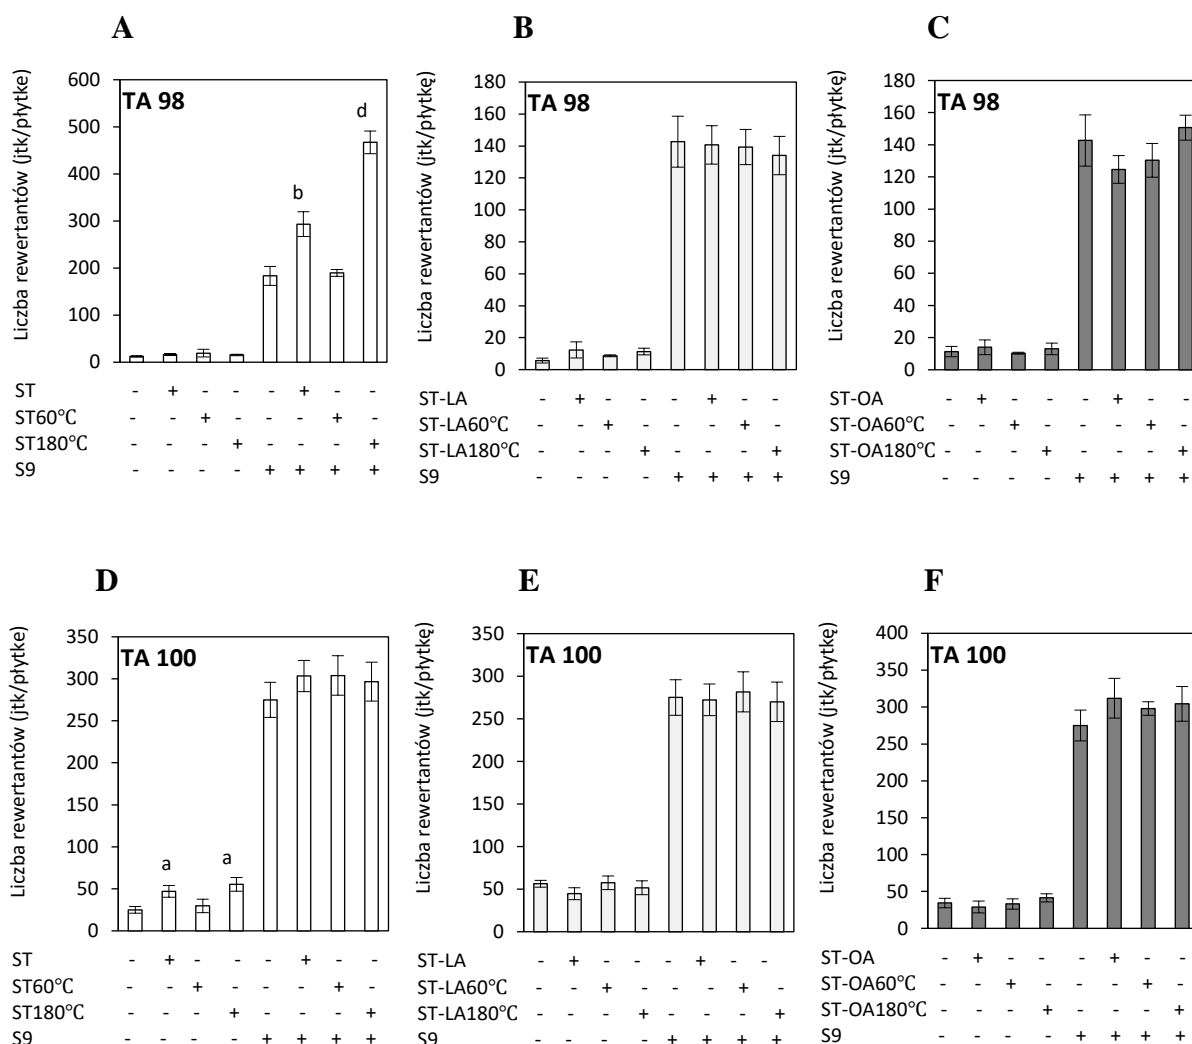 A
Liczba rewertantów (jtk/płytke)
600
500
400
300
200
100
0
TA 98
b
d
ST - + - - - + - -
ST60°C - - + - - - + -
ST180°C - - - + - - - +
S9 - - - - + + + +
B
Liczba rewertantów (jtk/płytkę)
180
160
140
120
100
80
60
40
20
0
TA 98
ST-LA - + - - - + - -
ST-LA60°C - - + - - - + -
ST-LA180°C - - - + - - - +
S9 - - - - + + + +
C
Liczba rewertantów (jtk/płytkę)
180
160
140
120
100
80
60
40
20
0
TA 98
ST-OA - + - - - + - -
ST-OA60°C - - + - - - + -
ST-OA180°C - - - + - - - +
S9 - - - - + + + +
D
Liczba rewertantów (jtk/płytke)
350
300
250
200
150
100
50
0
TA 100
a
a
ST - + - - - + - -
ST60°C - - + - - - + -
ST180°C - - - + - - - +
S9 - - - - + + + +
E
Liczba rewertantów (jtk/płytkę)
350
300
250
200
150
100
50
0
TA 100
ST-LA - + - - - + - -
ST-LA60°C - - + - - - + -
ST-LA180°C - - - + - - - +
S9 - - - - + + + +
F
Liczba rewertantów (jtk/płytkę)
400
350
300
250
200
150
100
50
0
TA 100
ST-OA - + - - - + - -
ST-OA60°C - - + - - - + -
ST-OA180°C - - - + - - - +
S9 - - - - + + + +